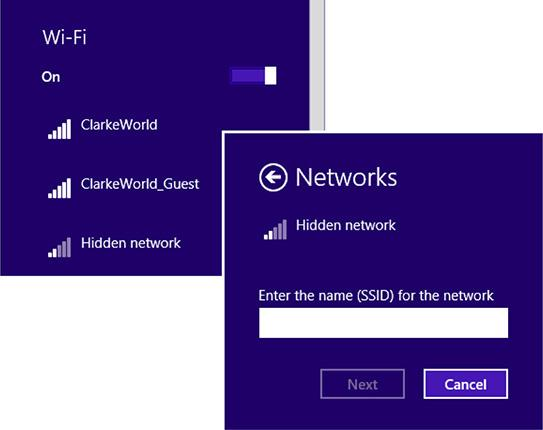 Wi-Fi
On
ClarkeWorld
ClarkeWorld_Guest
Hidden network
Networks
Hidden network
Enter the name (SSID) for the network
Next
Cancel